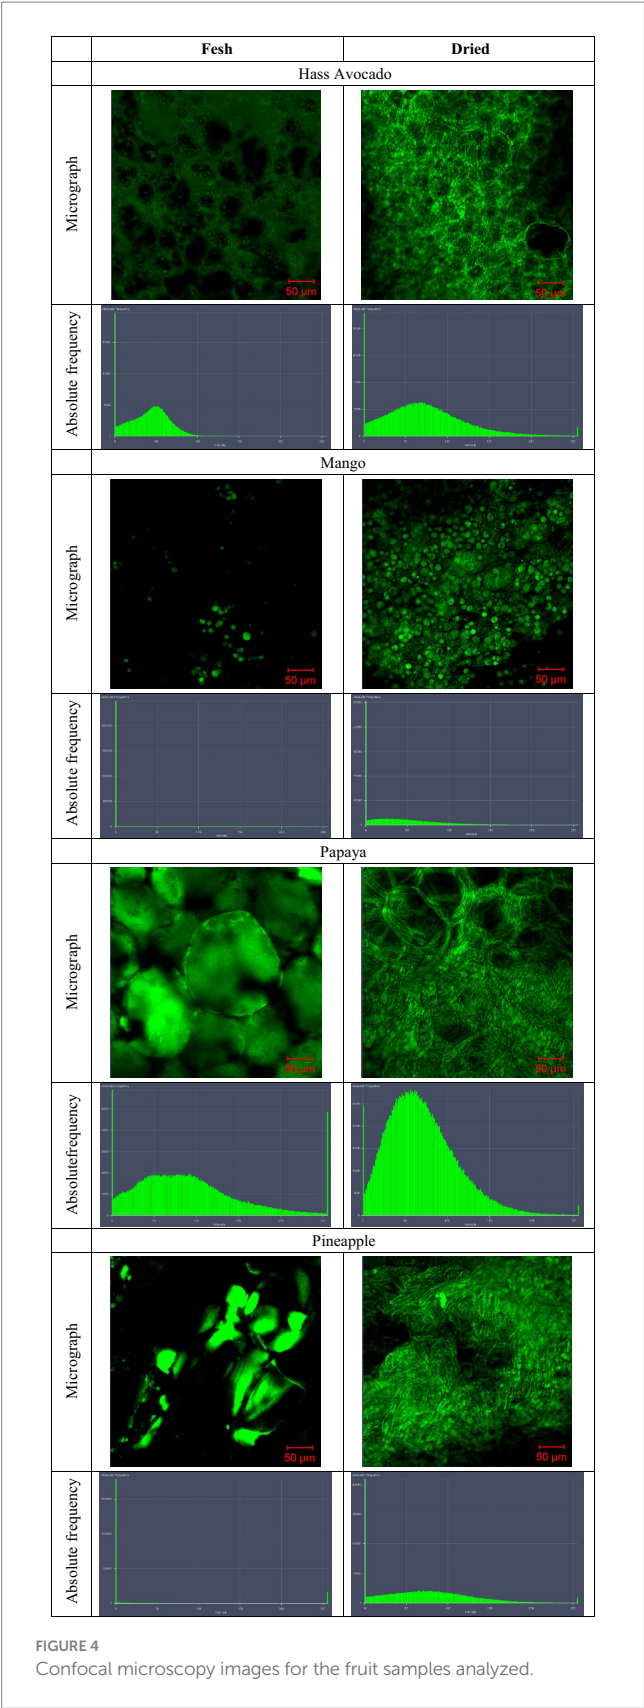 Fesh Dried
Hass Avocado
Micrograph
50 µm 50 µm
Absolute frequency
Mango
Micrograph
50 µm 50 µm
Absolute frequency
Papaya
Micrograph
50 µm 50 µm
Absolutefrequency
Pineapple
Micrograph
50 µm 50 µm
Absolute frequency
FIGURE 4
Confocal microscopy images for the fruit samples analyzed.